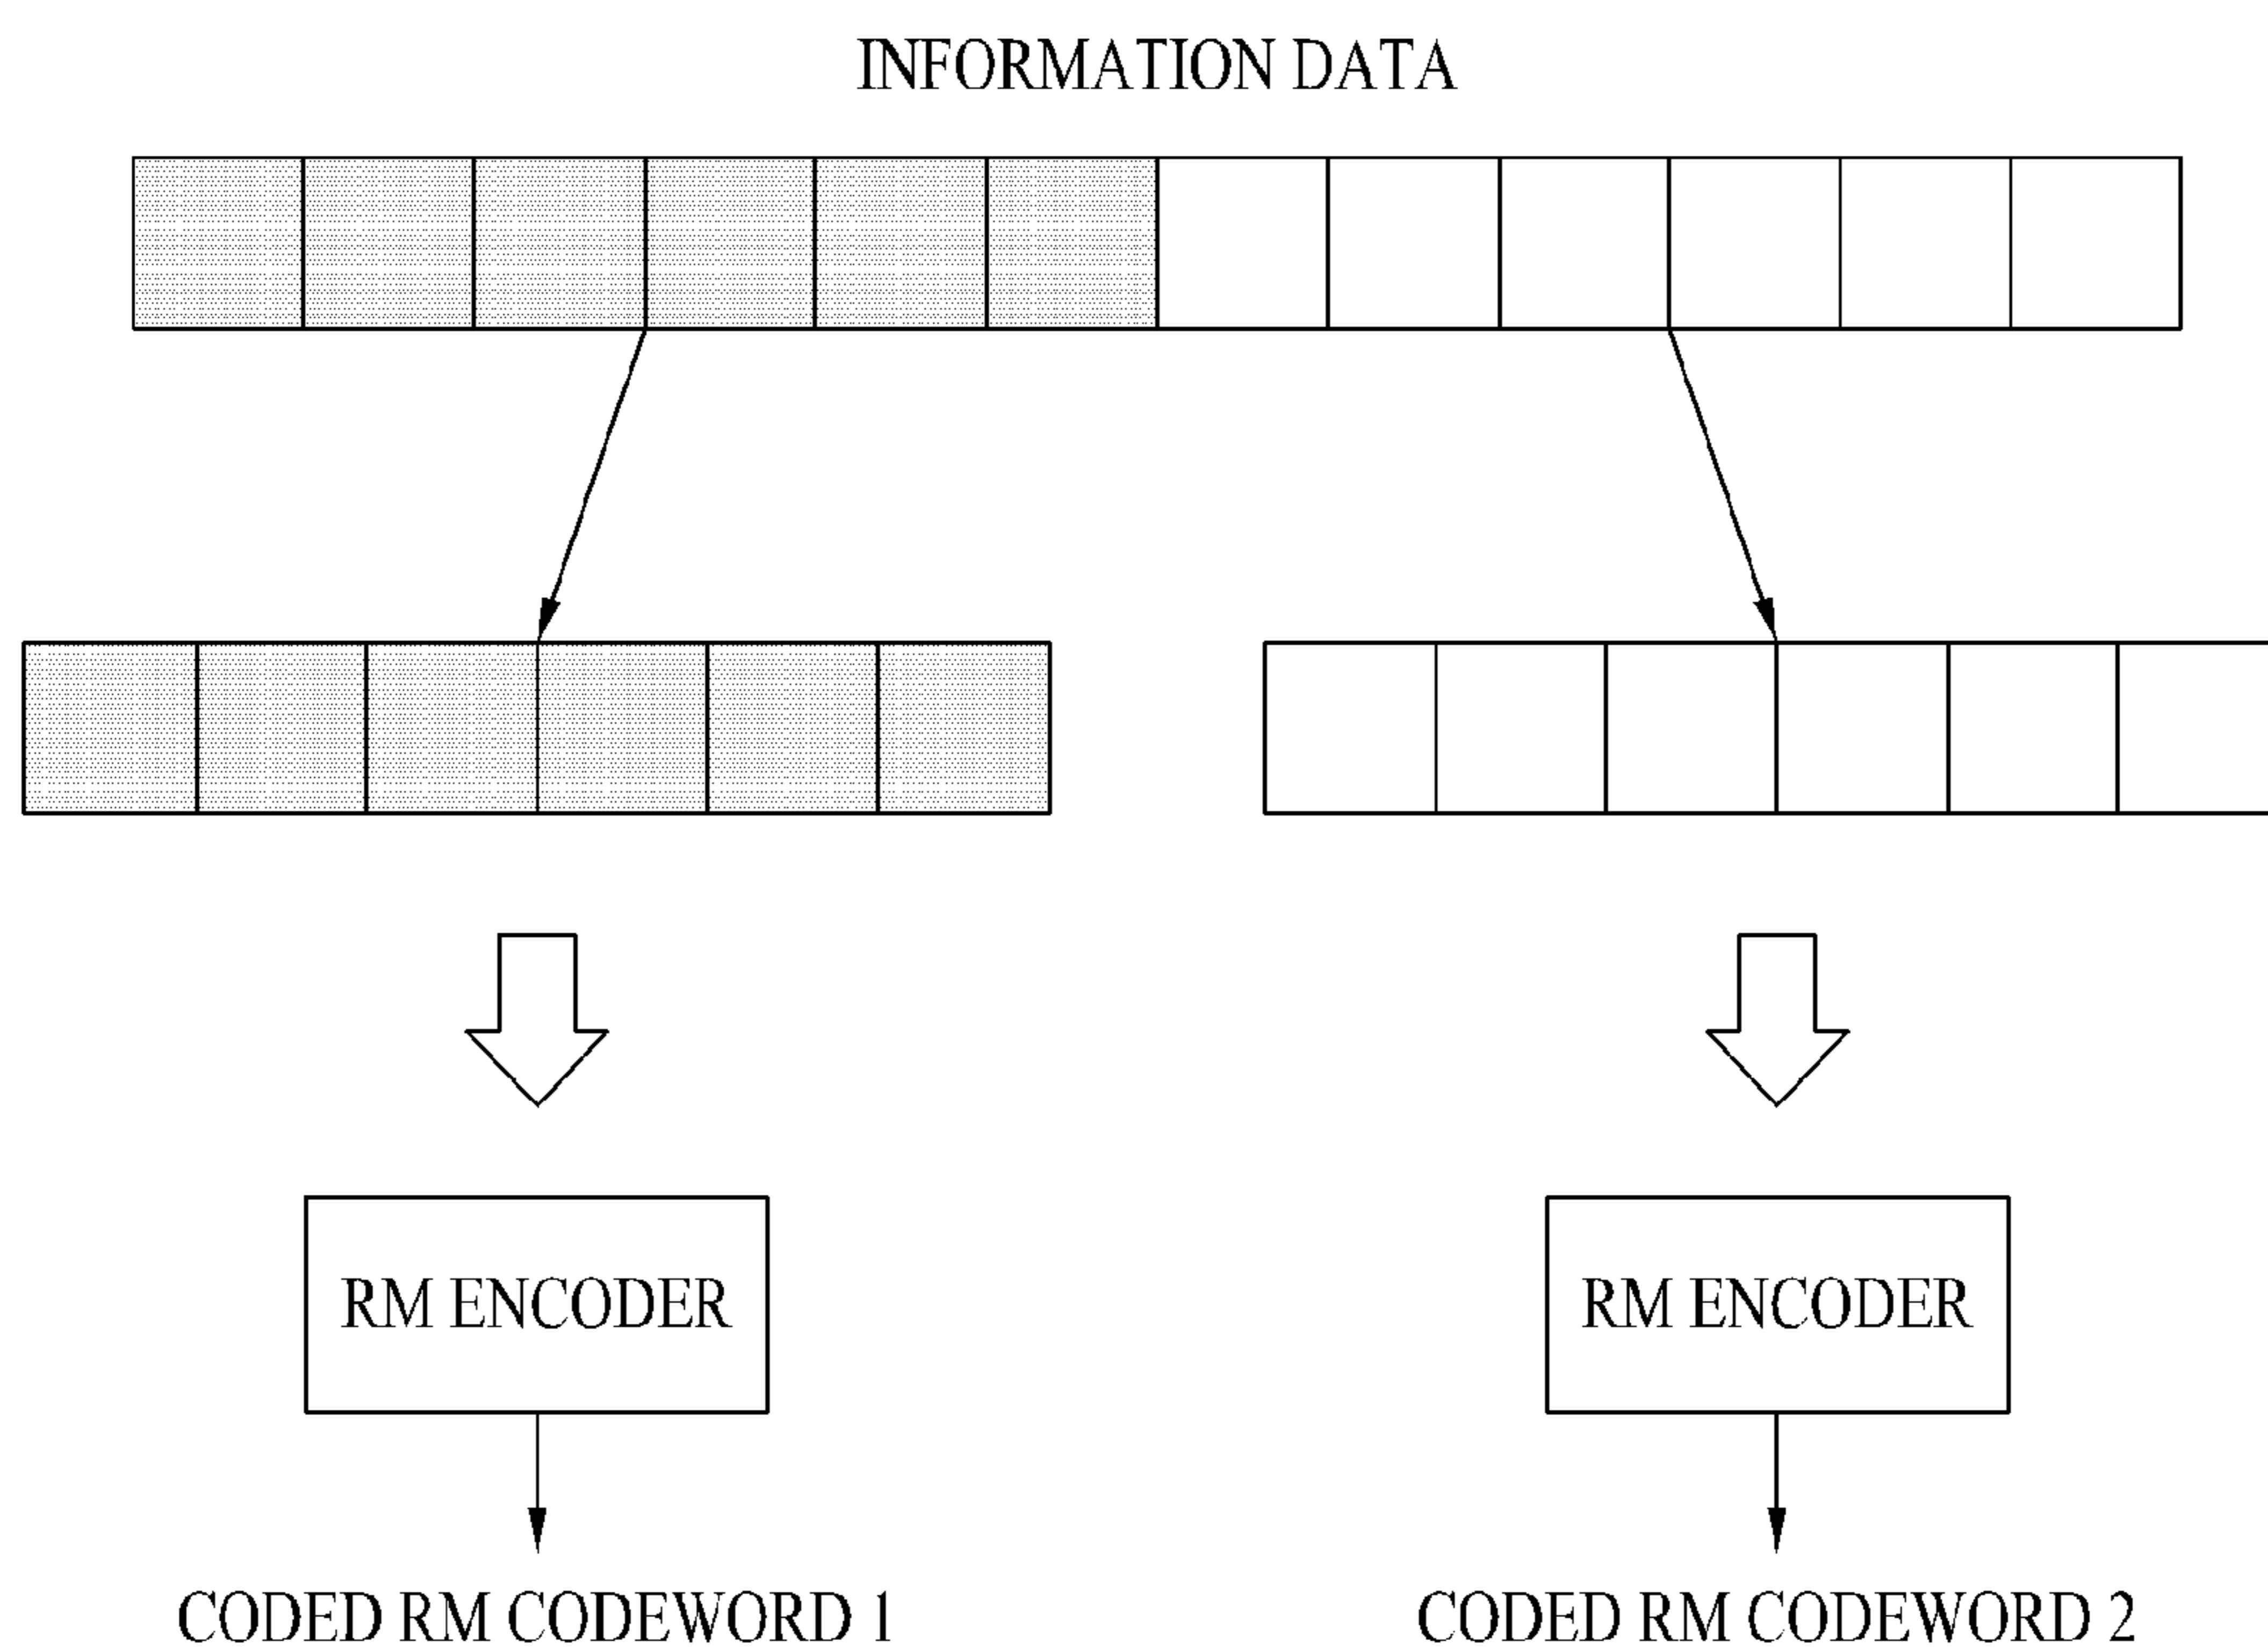 INFORMATION DATA
RM ENCODER
RM ENCODER
CODED RM CODEWORD 1
CODED RM CODEWORD 2